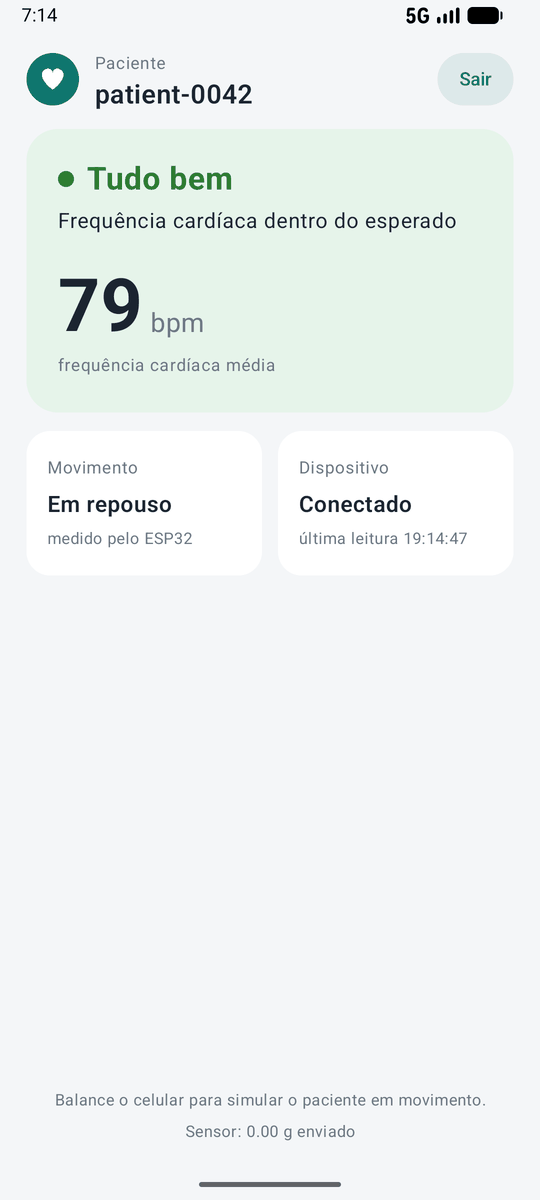 7:14
5G
Paciente
patient-0042
Sair
Tudo bem
Frequência cardíaca dentro do esperado
79 bpm
frequência cardíaca média
Movimento
Em repouso
medido pelo ESP32
Dispositivo
Conectado
última leitura 19:14:47
Balance o celular para simular o paciente em movimento.
Sensor: 0.00 g enviado